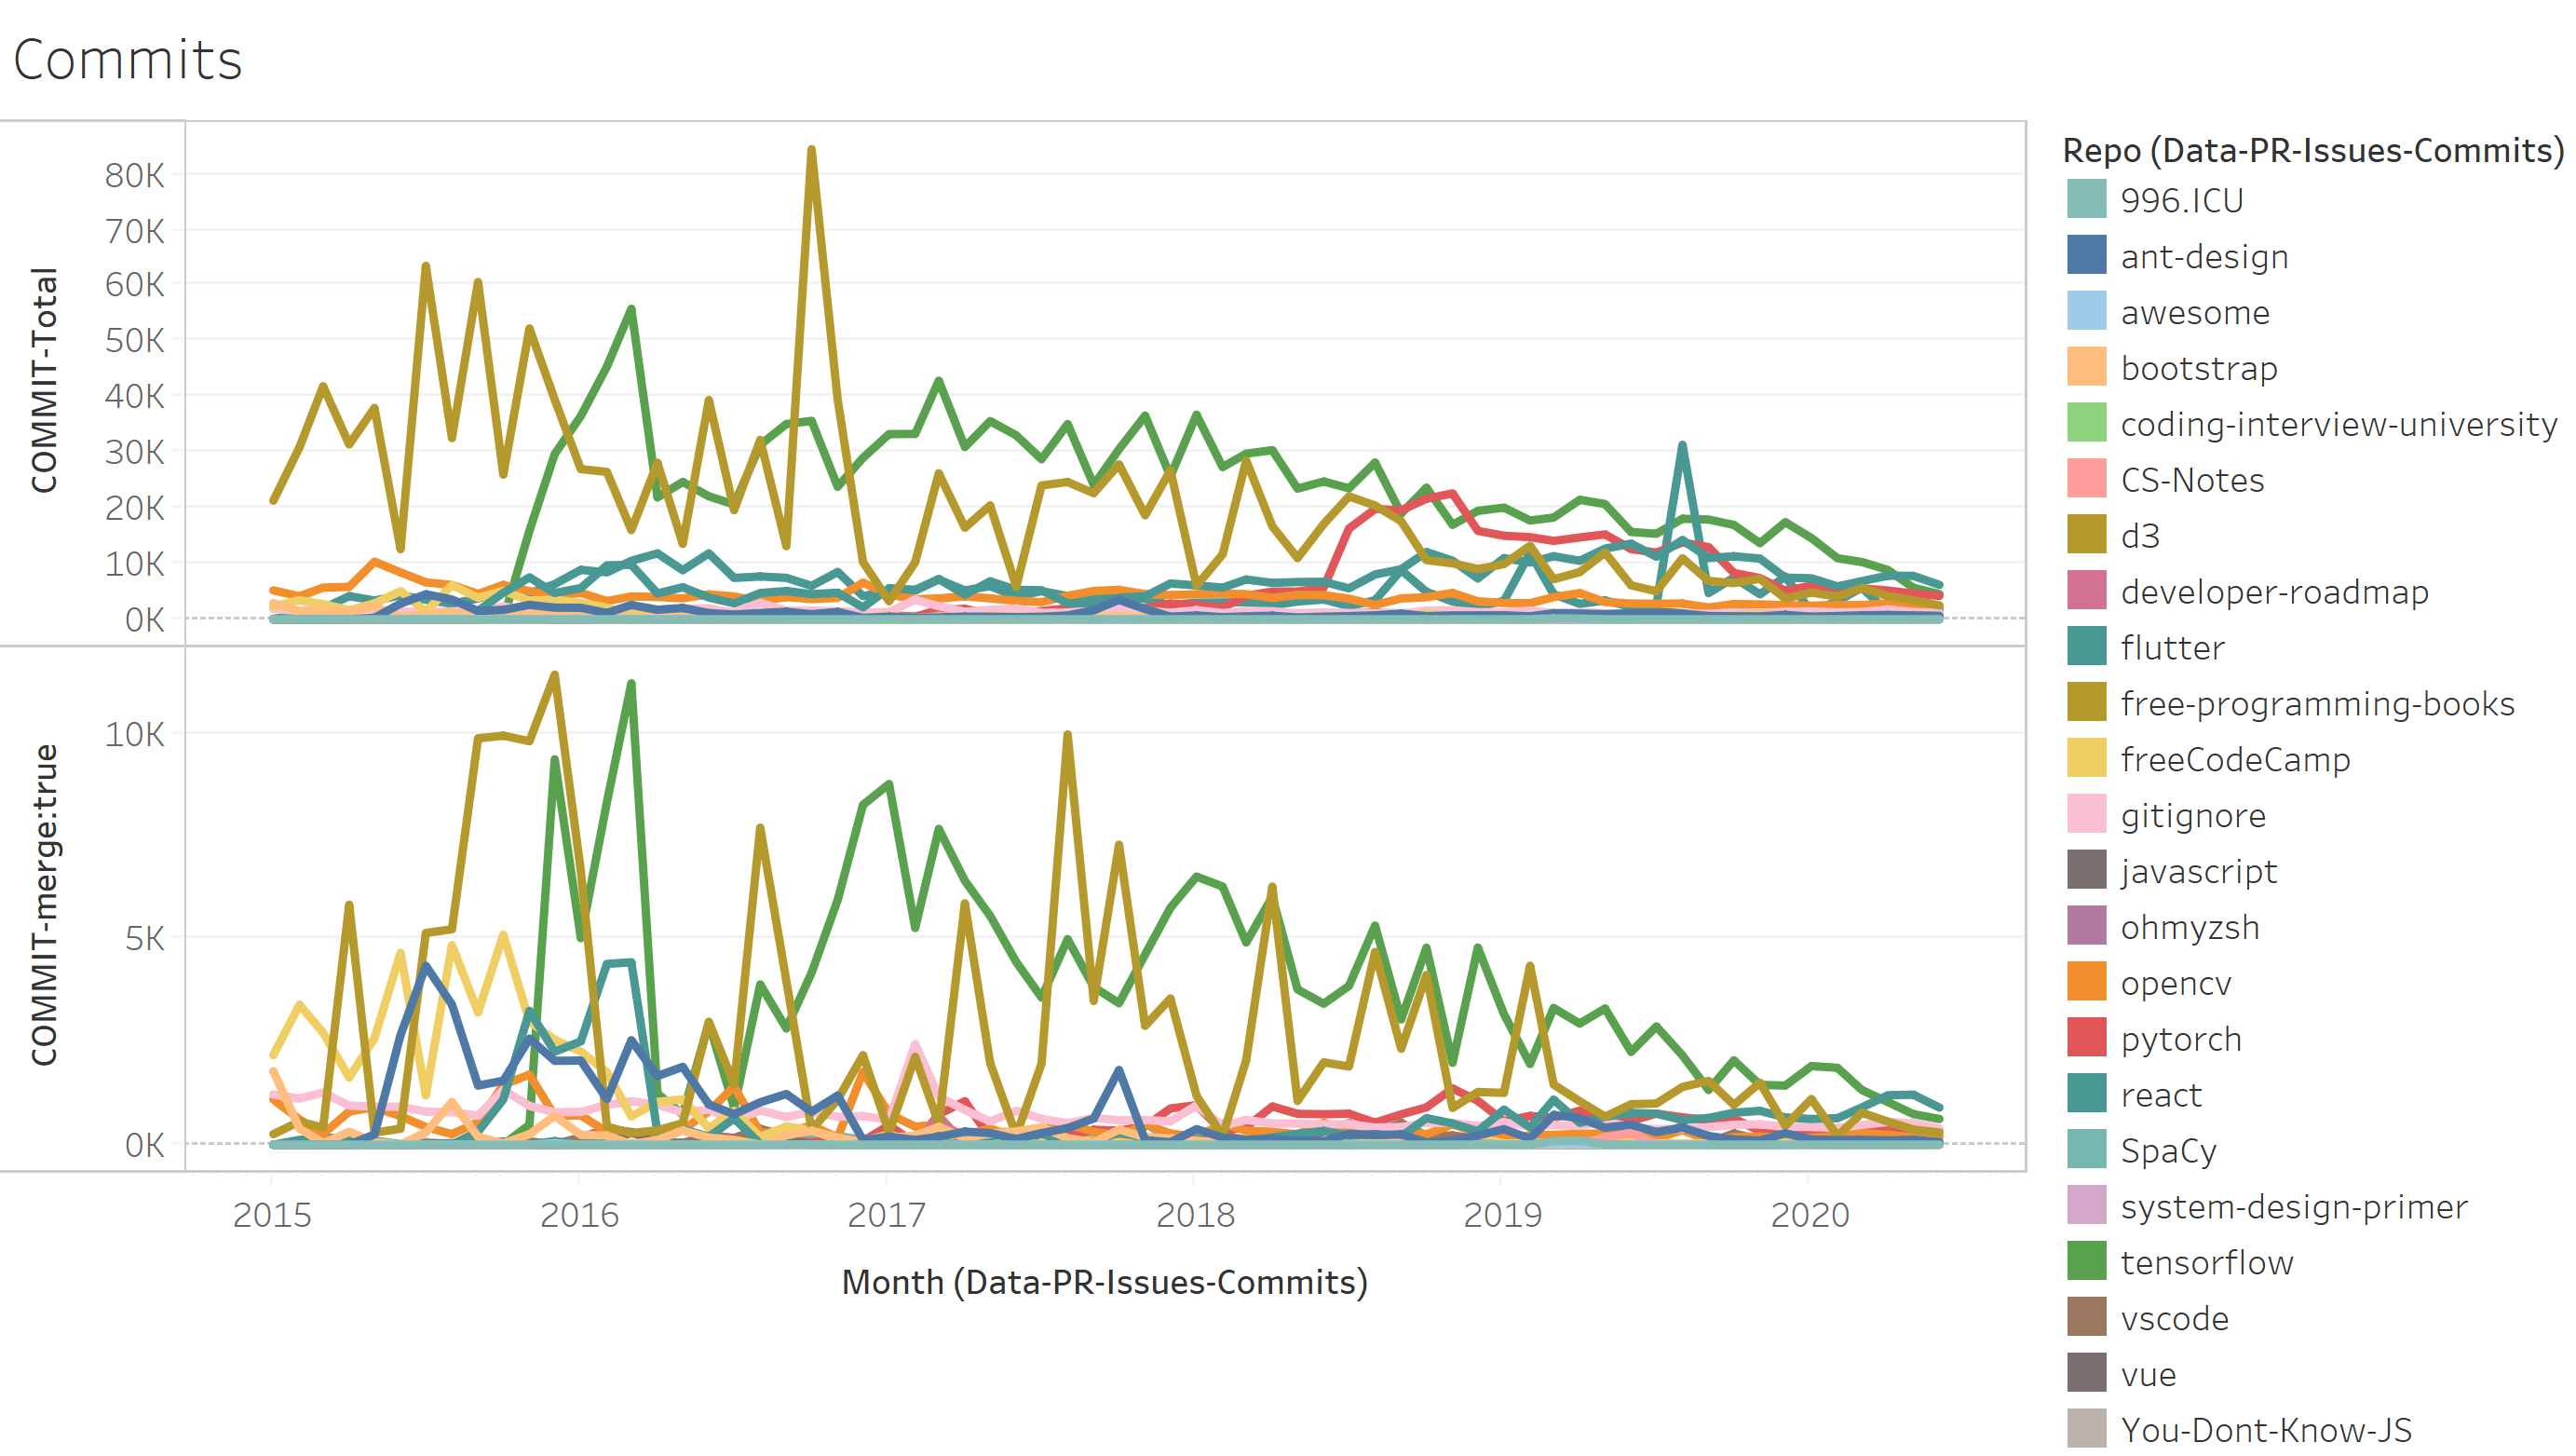 Commits
COMMIT-Total
80K
70K
60K
50K
40K
30K
20K
10K
0K
COMMIT-merge:true
10K
5K
0K
2015 2016 2017 2018 2019 2020
Month (Data-PR-Issues-Commits)
Repo (Data-PR-Issues-Commits)
996.ICU
ant-design
awesome
bootstrap
coding-interview-university
CS-Notes
d3
developer-roadmap
flutter
free-programming-books
freeCodeCamp
gitignore
javascript
ohmyzsh
opencv
pytorch
react
SpaCy
system-design-primer
tensorflow
vscode
vue
You-Dont-Know-JS